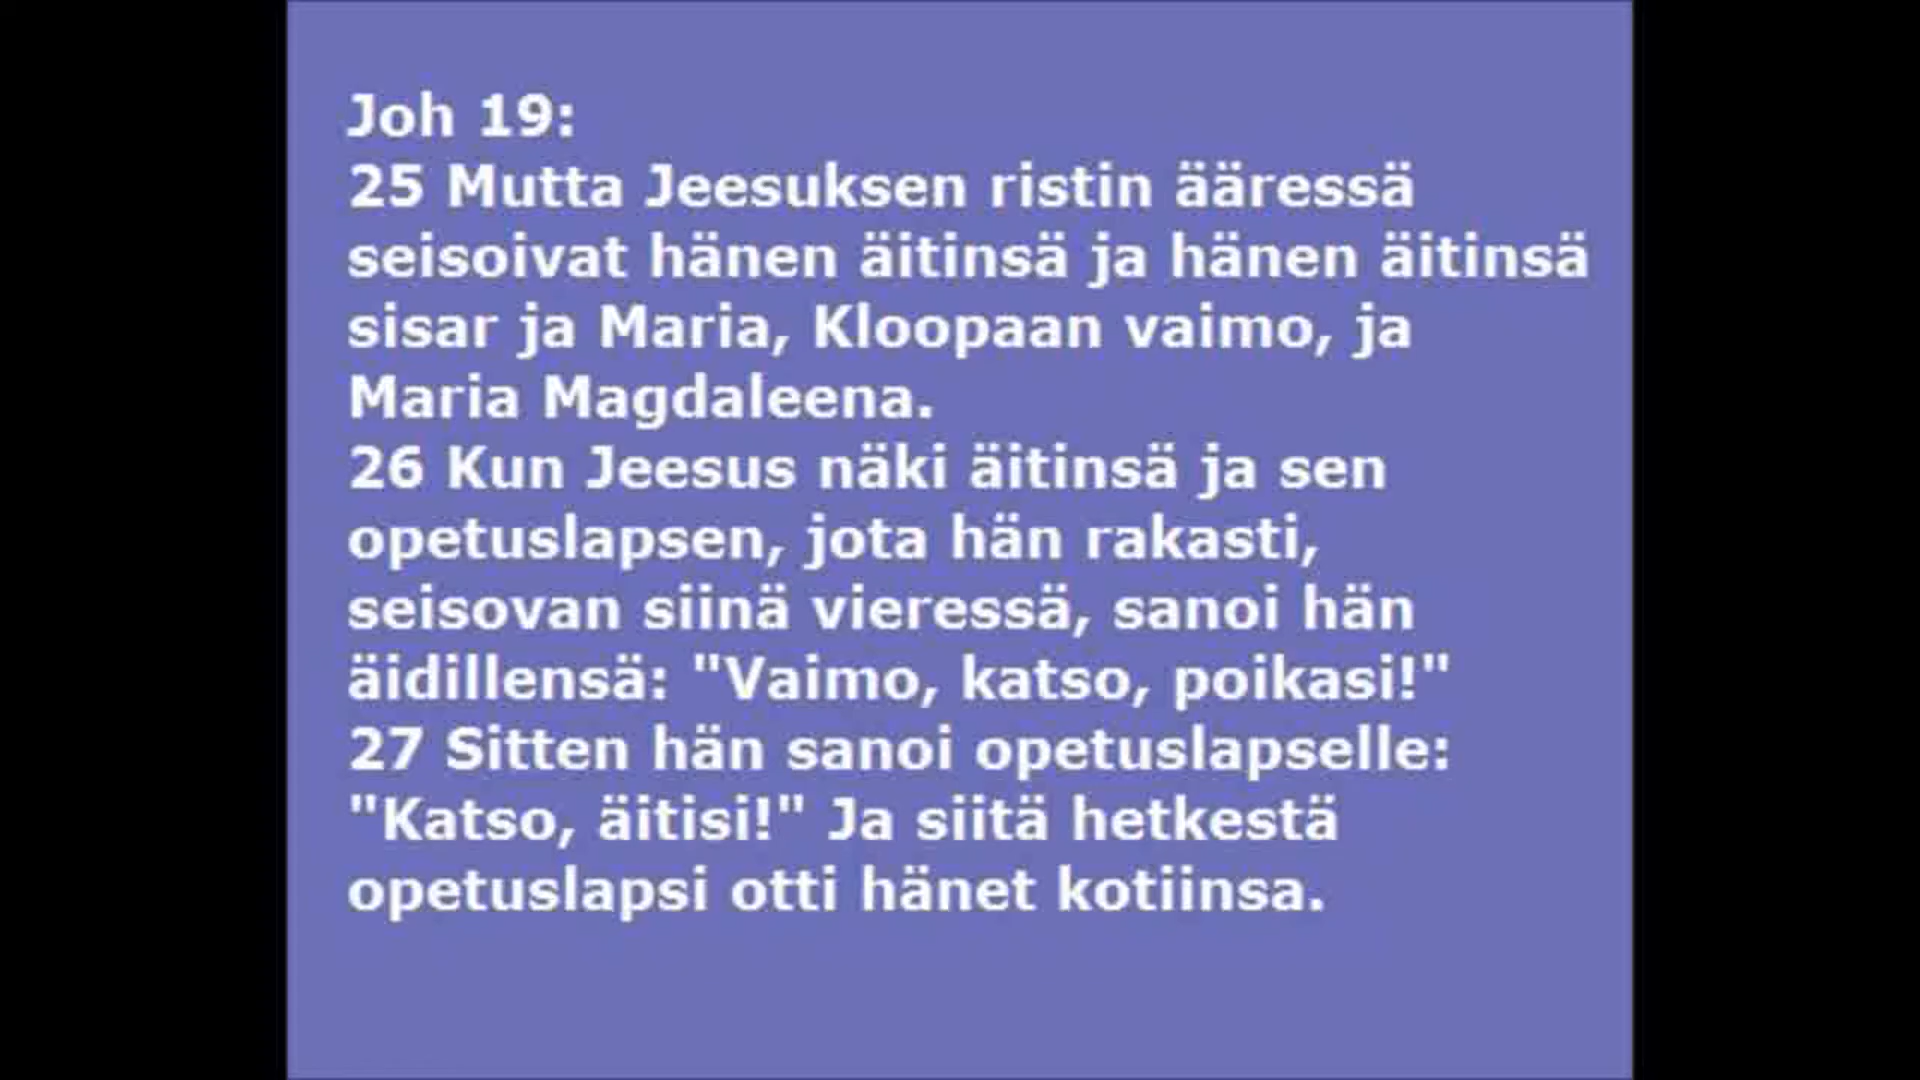 Joh 19:
25 Mutta Jeesuksen ristin ääressä
seisoivat hänen äitinsä ja hänen äitinsä
sisar ja Maria, Kloopaan vaimo, ja
Maria Magdaleena.
26 Kun Jeesus näki äitinsä ja sen
opetuslapsen, jota hän rakasti,
seisovan siinä vieressä, sanoi hän
äidillensä: "Vaimo, katso, poikasi!"
27 Sitten hän sanoi opetuslapselle:
"Katso, äitisi!" Ja siitä hetkestä
opetuslapsi otti hänet kotiinsa.